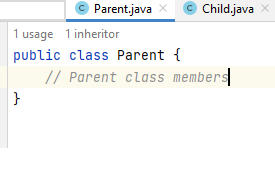 Parent.java Child.java
1 usage 1 inheritor
public class Parent {
// Parent class members
}